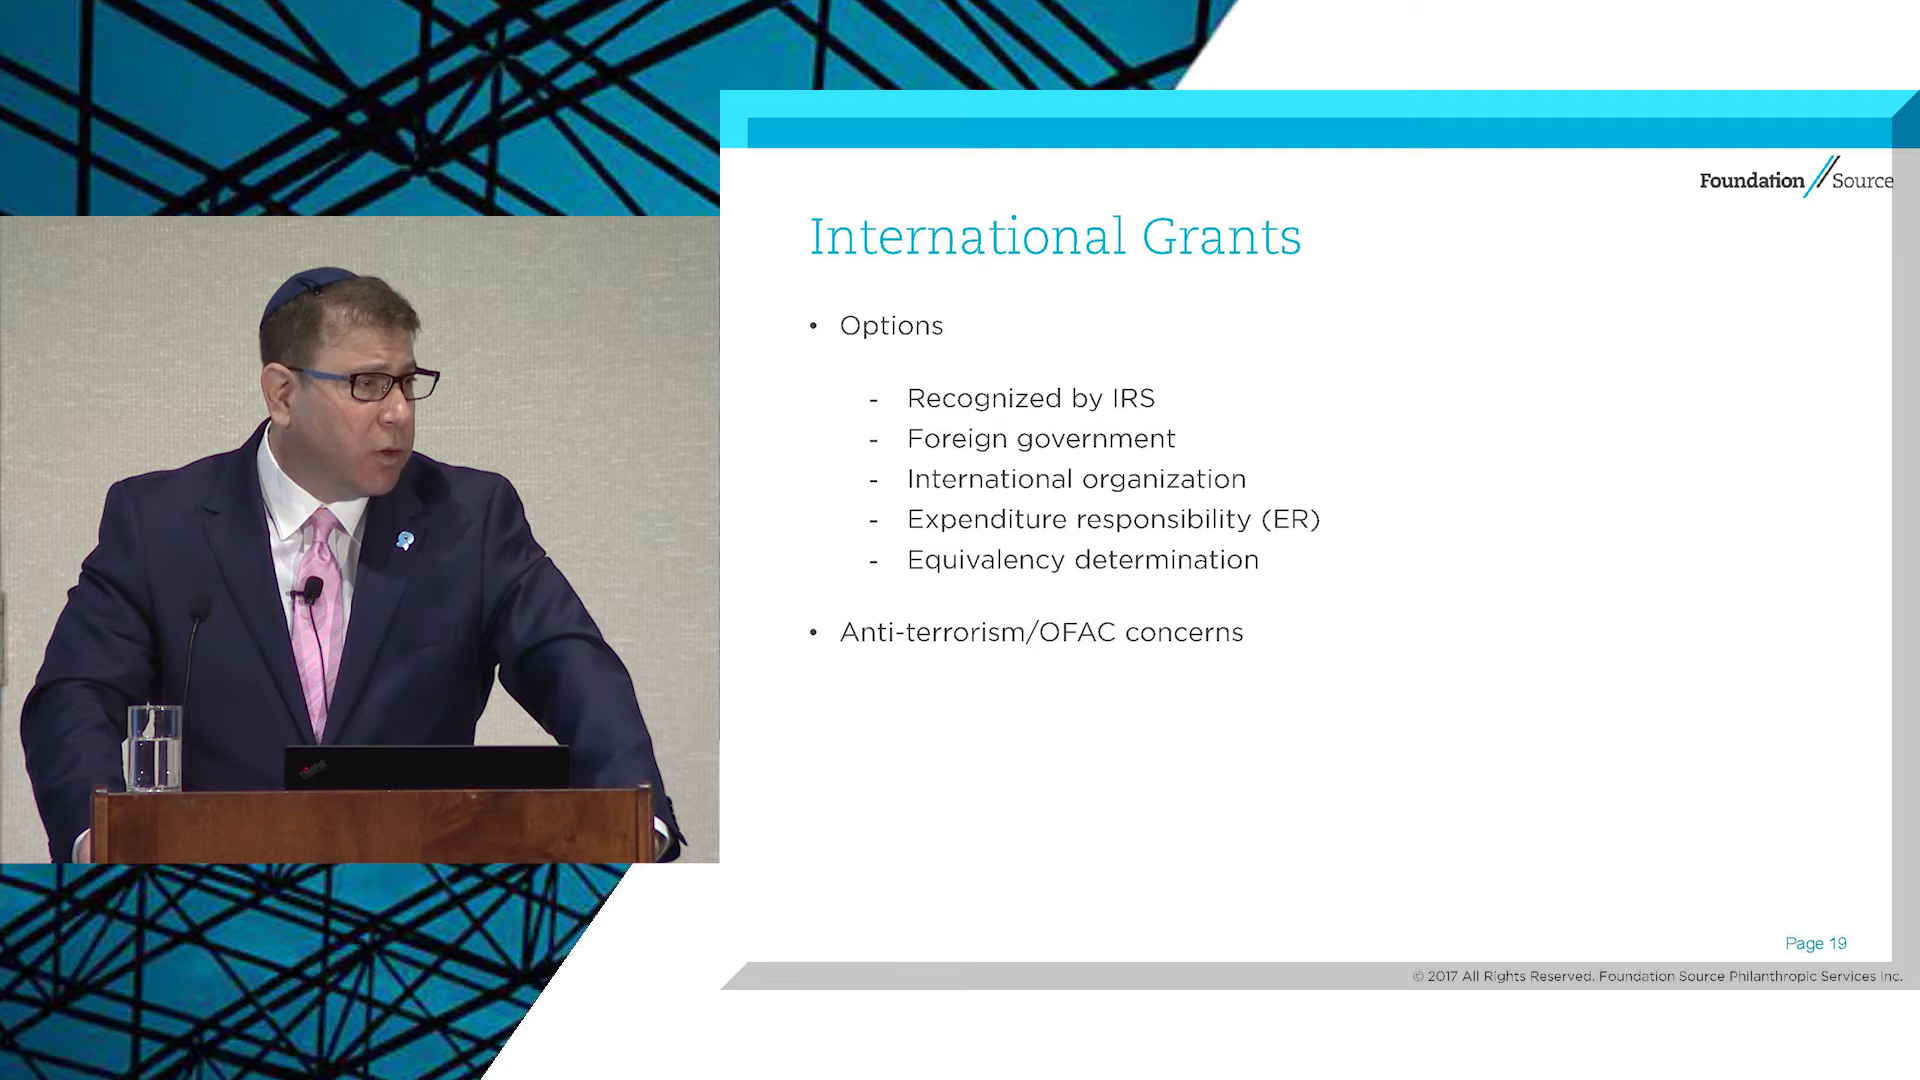 Foundation Source
International Grants
• Options
- Recognized by IRS
- Foreign government
- International organization
- Expenditure responsibility (ER)
- Equivalency determination
• Anti-terrorism/OFAC concerns
Page 19
© 2017 All Rights Reserved. Foundation Source Philanthropic Services Inc.